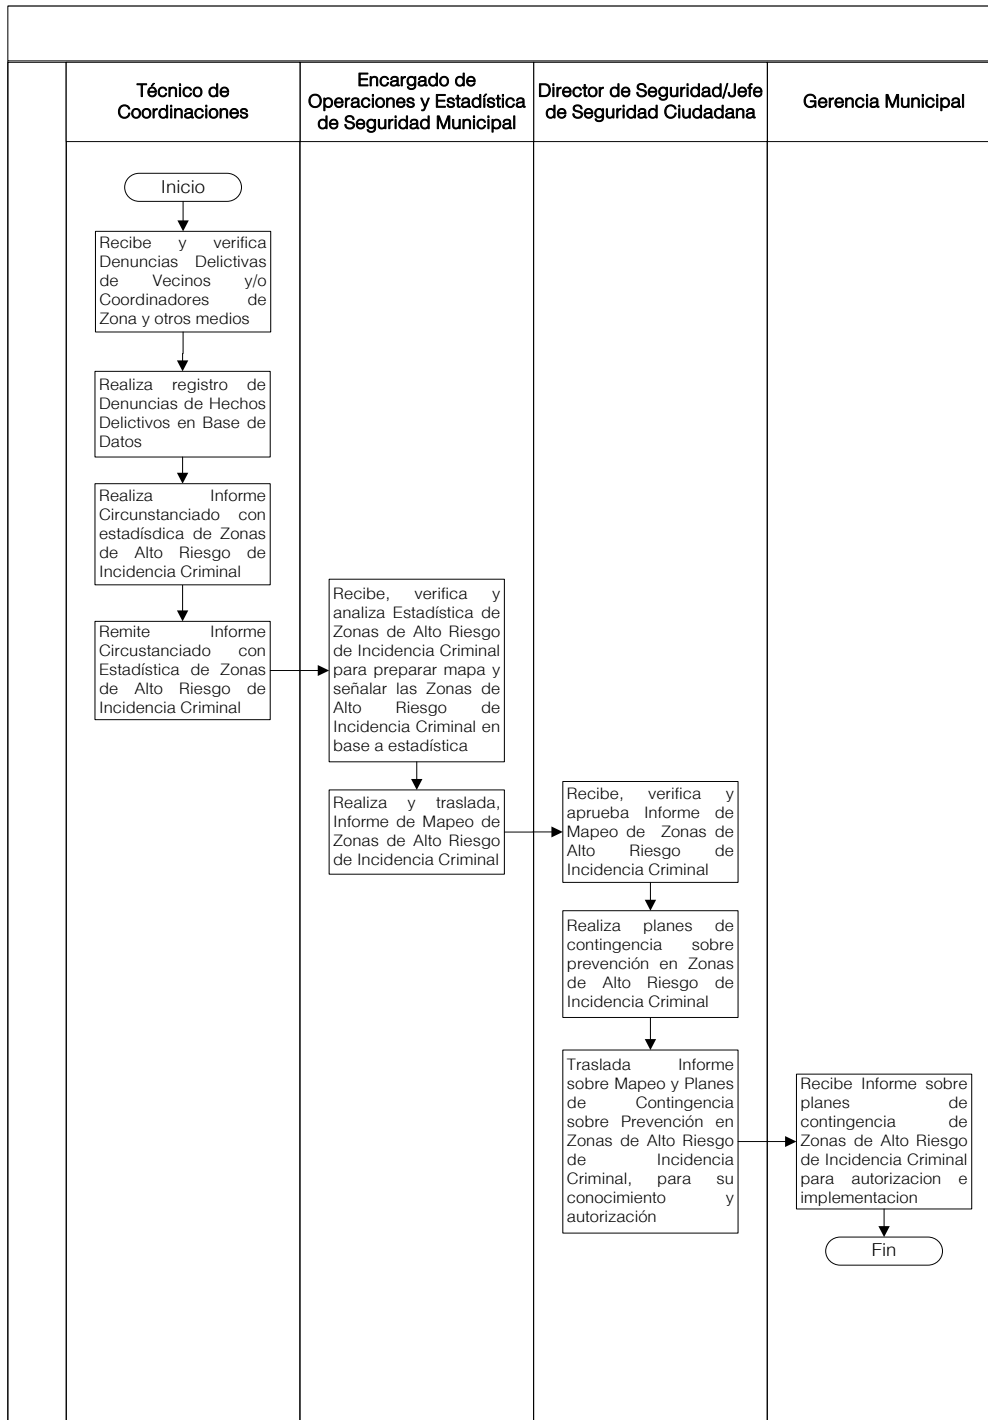 Técnico de
Coordinaciones
Encargado de
Operaciones y Estadística
de Seguridad Municipal
Director de Seguridad/Jefe
de Seguridad Ciudadana
Gerencia Municipal
Inicio
Recibe y verifica
Denuncias Delictivas
de Vecinos y/o
Coordinadores de
Zona y otros medios
Realiza registro de
Denuncias de Hechos
Delictivos en Base de
Datos
Realiza Informe
Circunstanciado con
estadísdica de Zonas
de Alto Riesgo de
Incidencia Criminal
Remite Informe
Circustanciado con
Estadística de Zonas
de Alto Riesgo de
Incidencia Criminal
Recibe, verifica y
analiza Estadística de
Zonas de Alto Riesgo
de Incidencia Criminal
para preparar mapa y
señalar las Zonas de
Alto Riesgo de
Incidencia Criminal en
base a estadística
Realiza y traslada,
Informe de Mapeo de
Zonas de Alto Riesgo
de Incidencia Criminal
Recibe, verifica y
aprueba Informe de
Mapeo de Zonas de
Alto Riesgo de
Incidencia Criminal
Realiza planes de
contingencia sobre
prevención en Zonas
de Alto Riesgo de
Incidencia Criminal
Traslada Informe
sobre Mapeo y Planes
de Contingencia
sobre Prevención en
Zonas de Alto Riesgo
de Incidencia
Criminal, para su
conocimiento y
autorización
Recibe Informe sobre
planes de
contingencia de
Zonas de Alto Riesgo
de Incidencia Criminal
para autorizacion e
implementacion
Fin